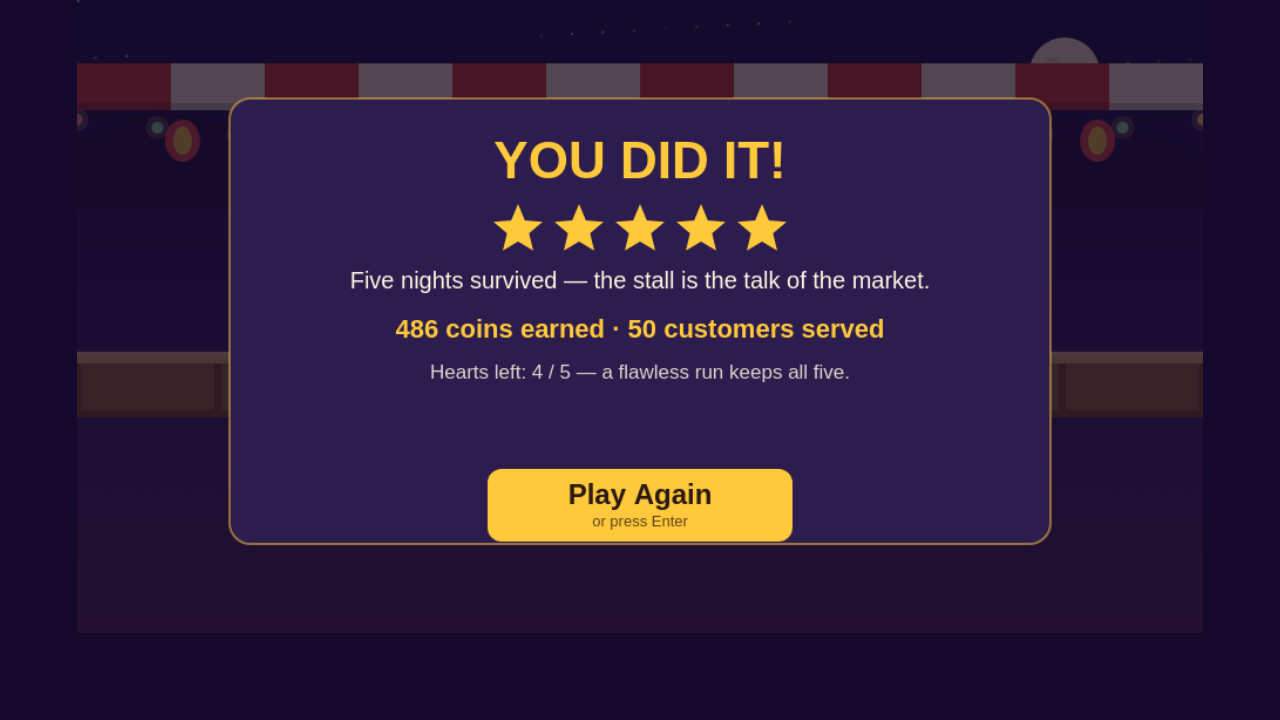 YOU DID IT!
Five nights survived — the stall is the talk of the market.
486 coins earned · 50 customers served
Hearts left: 4 / 5 — a flawless run keeps all five.
Play Again
or press Enter